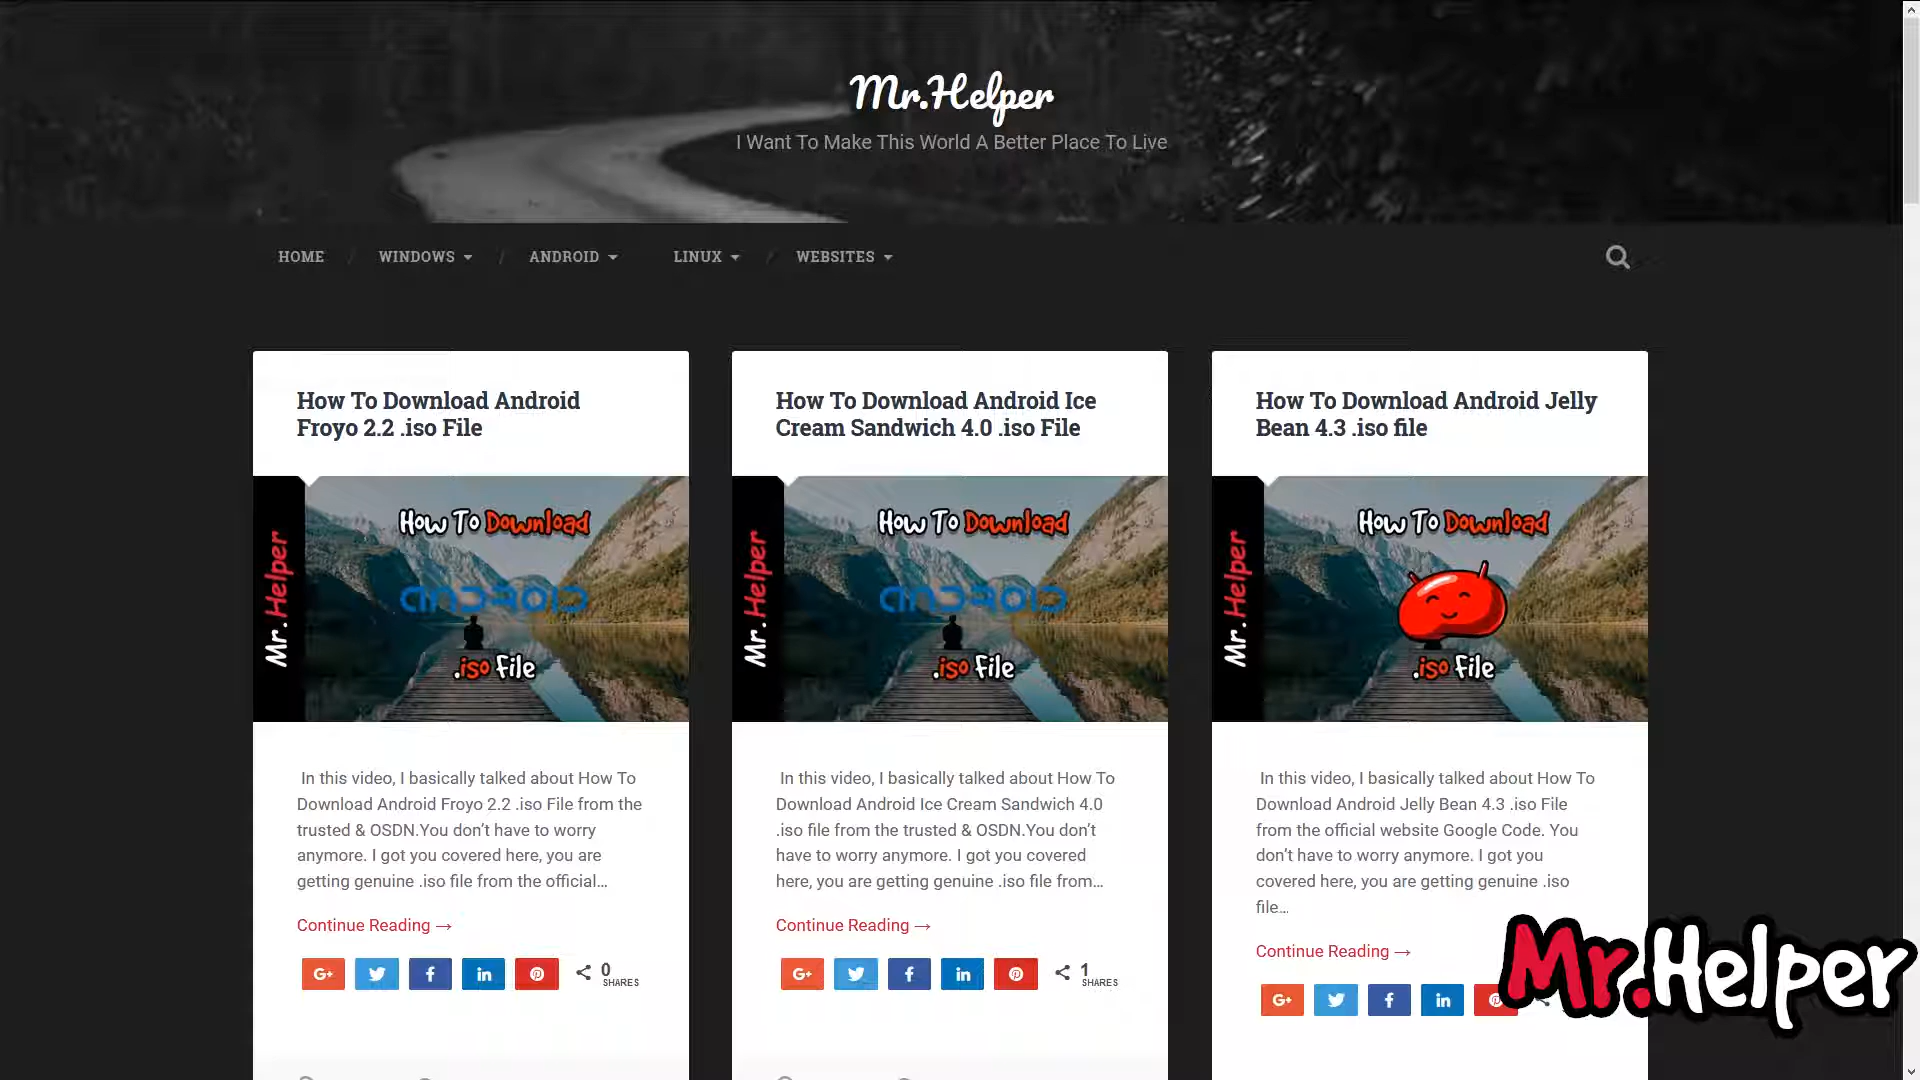 Mr.Helper
I Want To Make This World A Better Place To Live
HOME / WINDOWS / ANDROID LINUX / WEBSITES
How To Download Android
Froyo 2.2 .iso File
Mr. Helper
How To Download
ANDROID
.iso File
In this video, I basically talked about How To
Download Android Froyo 2.2 .iso File from the
trusted & OSDN.You don’t have to worry
anymore. I got you covered here, you are
getting genuine .iso file from the official...
Continue Reading →
G+ f in
0
SHARES
How To Download Android Ice
Cream Sandwich 4.0 .iso File
Mr. Helper
How To Download
ANDROID
.iso File
In this video, I basically talked about How To
Download Android Ice Cream Sandwich 4.0
.iso file from the trusted & OSDN.You don’t
have to worry anymore. I got you covered
here, you are getting genuine .iso file from...
Continue Reading →
G+ f in
1
SHARES
How To Download Android Jelly
Bean 4.3 .iso file
Mr. Helper
How To Download
.iso File
In this video, I basically talked about How To
Download Android Jelly Bean 4.3 .iso File
from the official website Google Code. You
don’t have to worry anymore. I got you
covered here, you are getting genuine .iso
file...
Continue Reading →
G+ f in
Mr.Helper